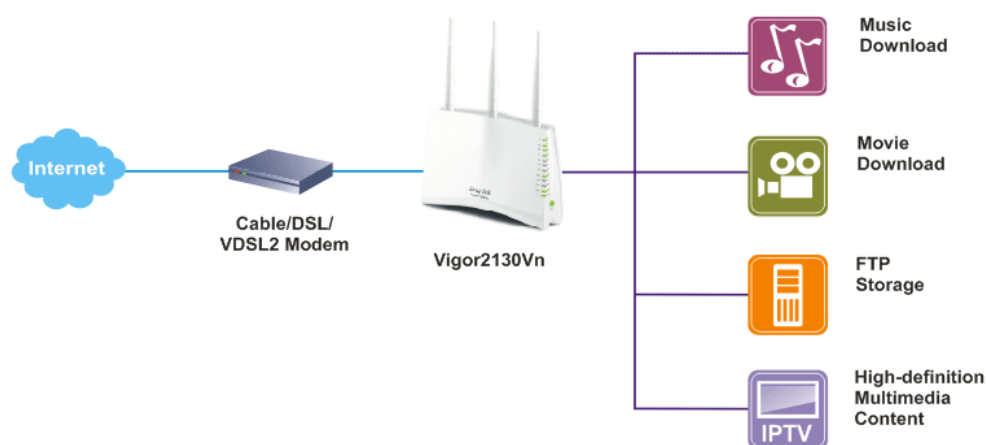 Internet
Cable/DSL/
VDSL2 Modem
Vigor2130Vn
Music
Download
Movie
Download
FTP
Storage
IPTV
High-definition
Multimedia
Content